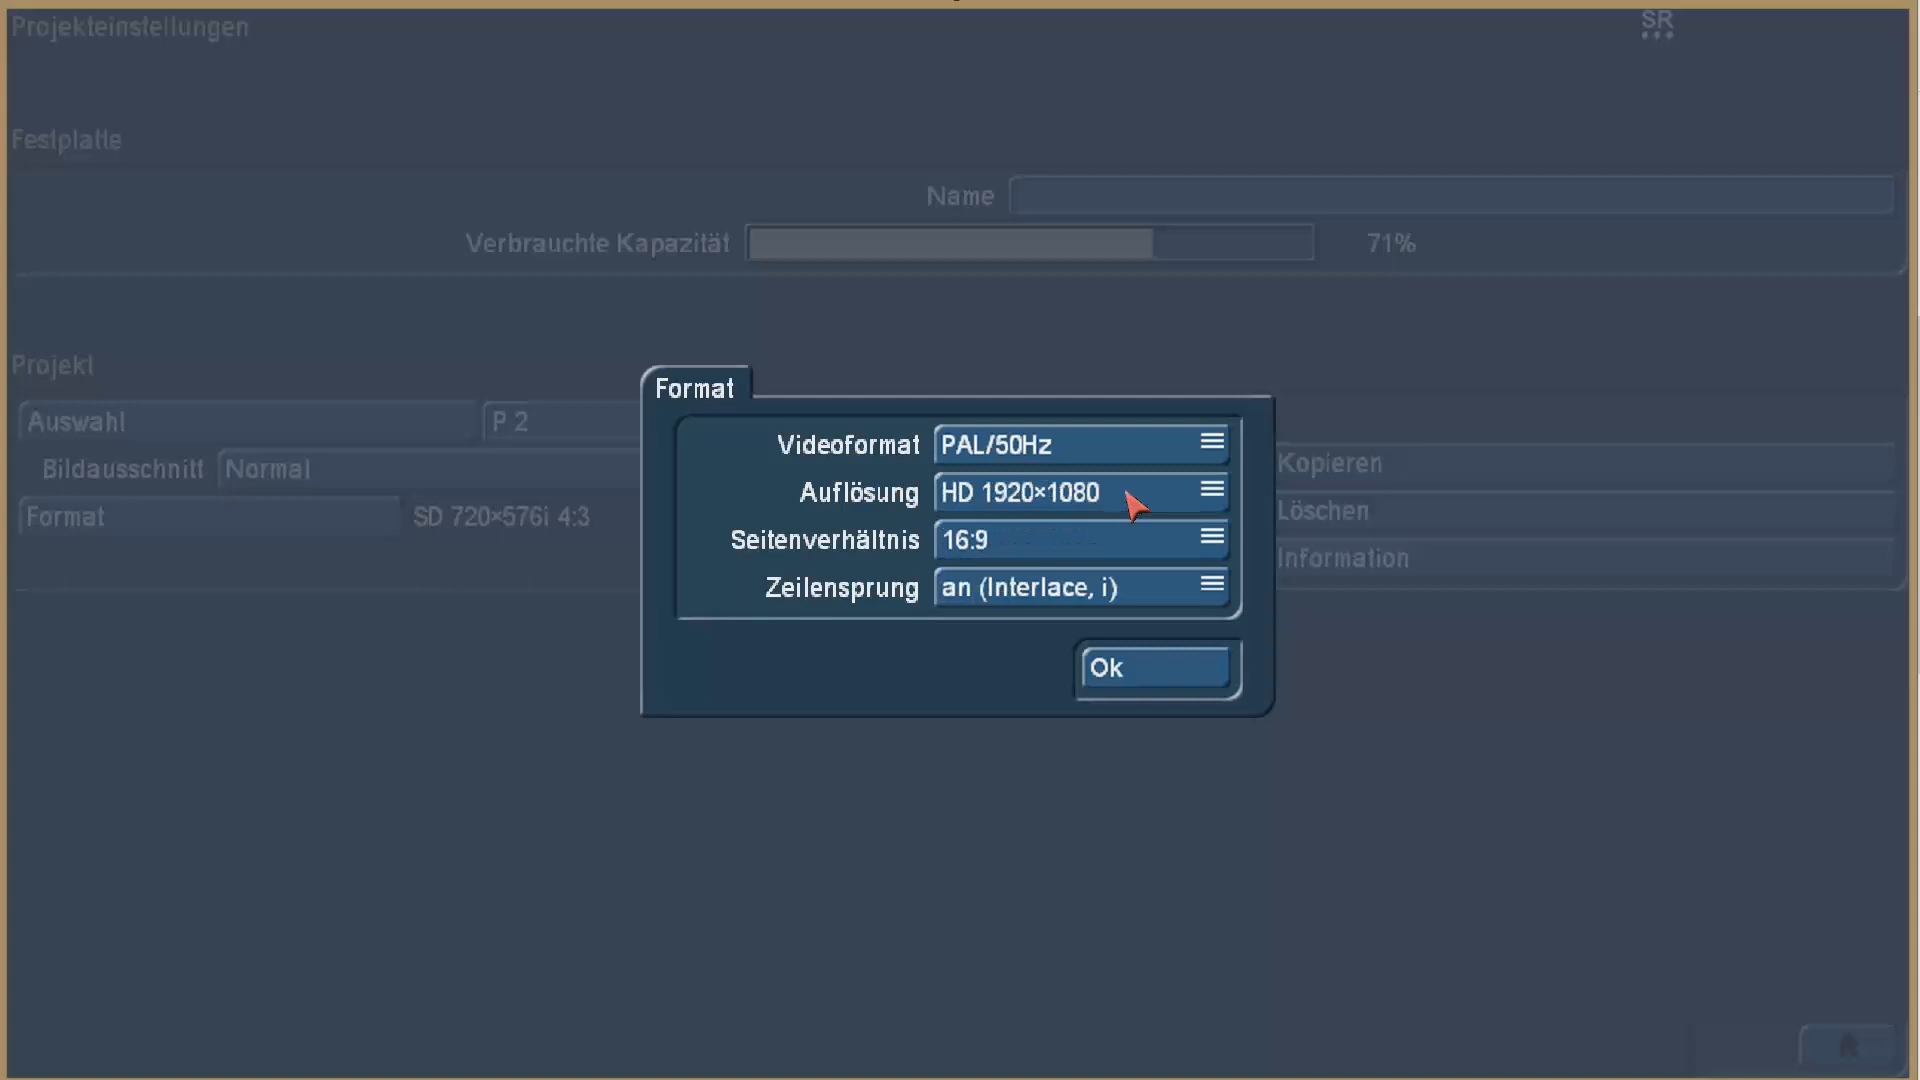 Projekteinstellungen
SR
Festplatte
Name
Verbrauchte Kapazität 71%
Projekt
Auswahl P 2
Bildausschnitt Normal
Format SD 720×576i 4:3
Kopieren
Löschen
Information
Format
Videoformat PAL/50Hz
Auflösung HD 1920×1080
Seitenverhältnis 16:9
Zeilensprung an (Interlace, i)
Ok